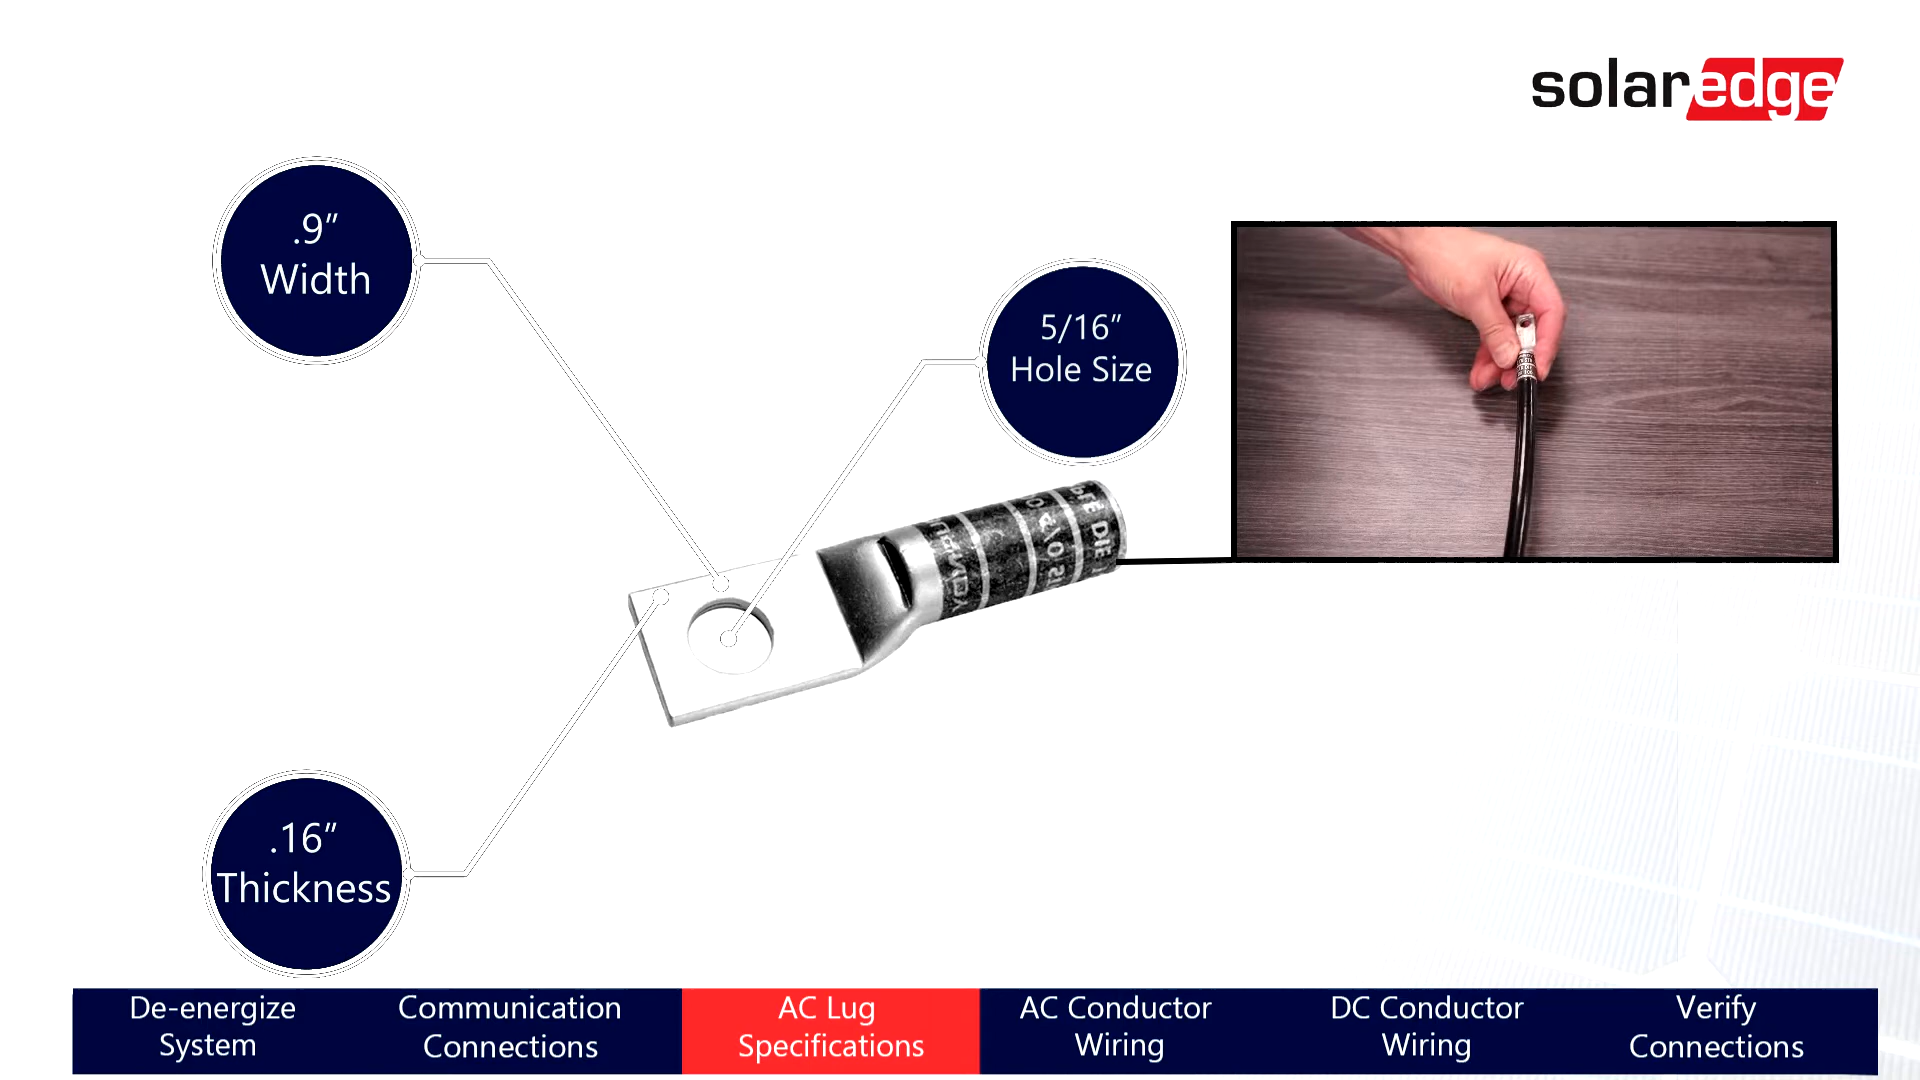 solaredge
.9”
Width
5/16”
Hole Size
.16”
Thickness
De-energize
System
Communication
Connections
AC Lug
Specifications
AC Conductor
Wiring
DC Conductor
Wiring
Verify
Connections